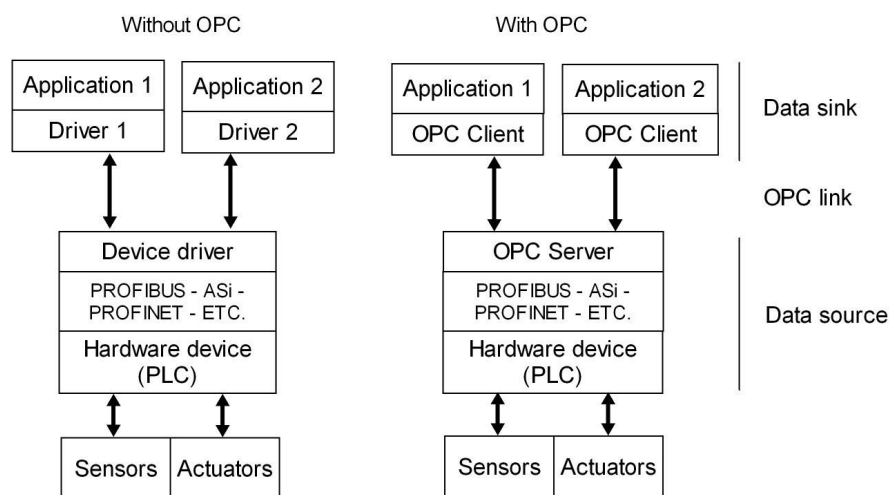 Without OPC
With OPC
Application 1
Application 2
Application 1
Application 2
Data sink
Driver 1
Driver 2
OPC Client
OPC Client
OPC link
Device driver
OPC Server
PROFIBUS - ASi -
PROFINET - ETC.
PROFIBUS - ASi -
PROFINET - ETC.
Data source
Hardware device
(PLC)
Hardware device
(PLC)
Sensors
Actuators
Sensors
Actuators